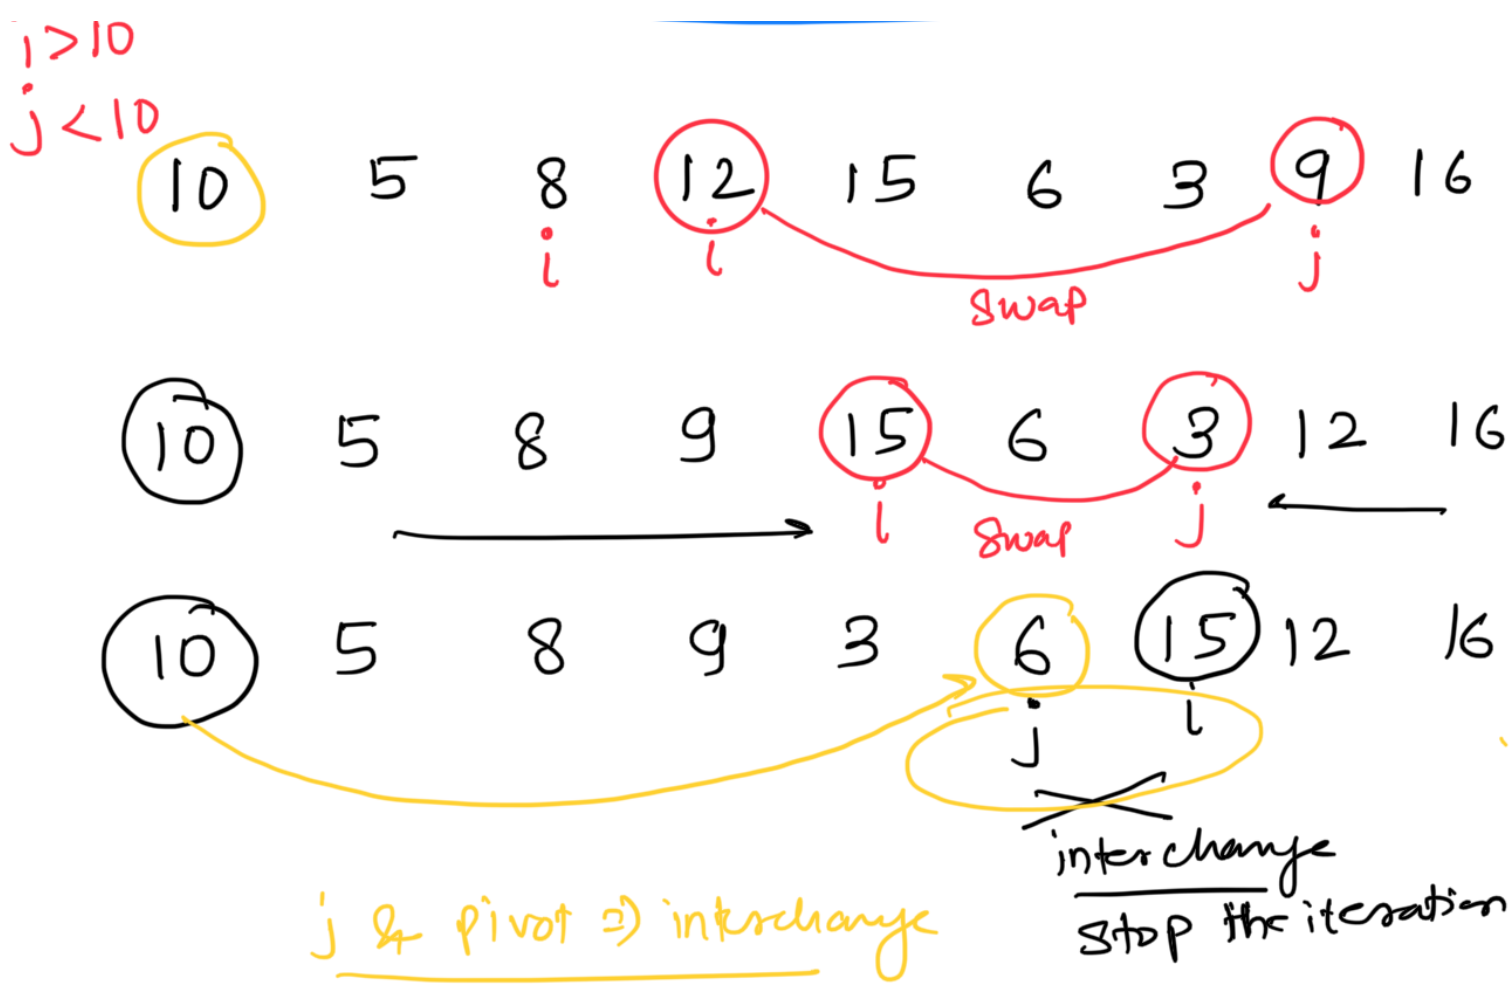 i > 10
j < 10
10 5 8 12 15 6 3 9 16
i i j
swap
10 5 8 9 15 6 3 12 16
i swap j
10 5 8 9 3 6 15 12 16
j i
interchange
j & pivot => interchange
stop the iteration